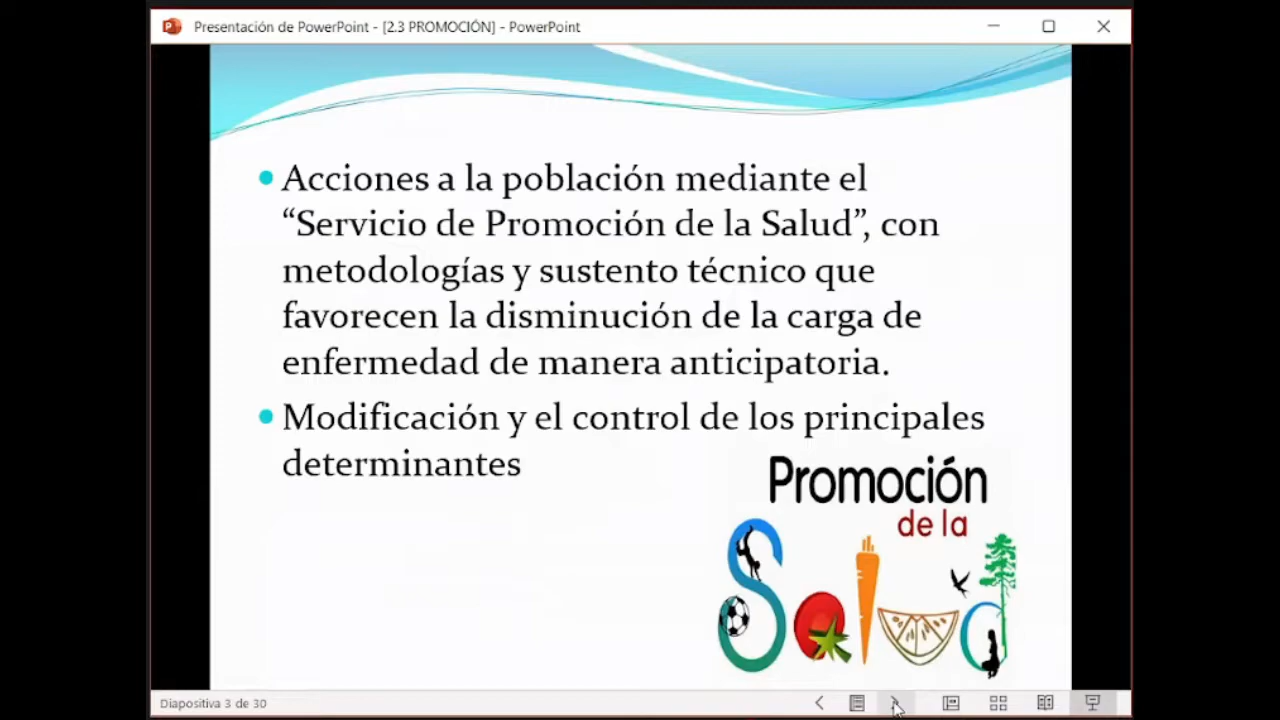 Presentación de PowerPoint - [2.3 PROMOCIÓN] - PowerPoint
Acciones a la población mediante el
“Servicio de Promoción de la Salud”, con
metodologías y sustento técnico que
favorecen la disminución de la carga de
enfermedad de manera anticipatoria.
Modificación y el control de los principales
determinantes
Promoción
de la
Salud
Diapositiva 3 de 30